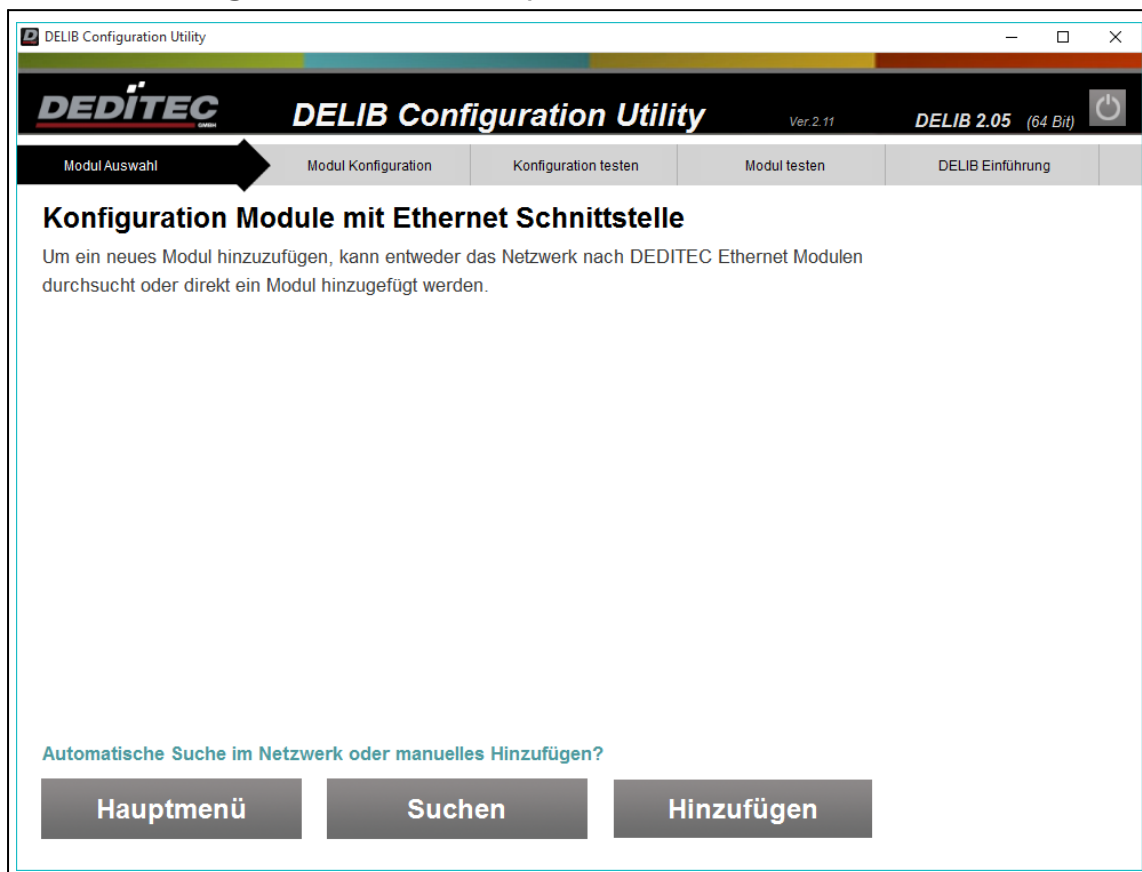 DELIB Configuration Utility
DEDITEC
GMBH
DELIB Configuration Utility
Ver.2.11
DELIB 2.05 (64 Bit)
Modul Auswahl
Modul Konfiguration
Konfiguration testen
Modul testen
DELIB Einführung
Konfiguration Module mit Ethernet Schnittstelle
Um ein neues Modul hinzuzufügen, kann entweder das Netzwerk nach DEDITEC Ethernet Modulen
durchsucht oder direkt ein Modul hinzugefügt werden.
Automatische Suche im Netzwerk oder manuelles Hinzufügen?
Hauptmenü
Suchen
Hinzufügen